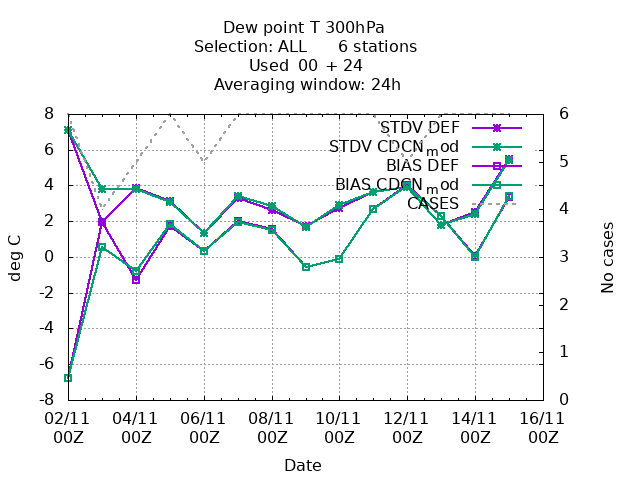 Dew point T 300hPa
Selection: ALL 6 stations
Used 00 + 24
Averaging window: 24h
STDV DEF
STDV CDCN_mod
BIAS DEF
BIAS CDCN_mod
CASES
deg C
8
6
4
2
0
-2
-4
-6
-8
No cases
6
5
4
3
2
1
0
02/11 04/11 06/11 08/11 10/11 12/11 14/11 16/11
00Z 00Z 00Z 00Z 00Z 00Z 00Z 00Z
Date